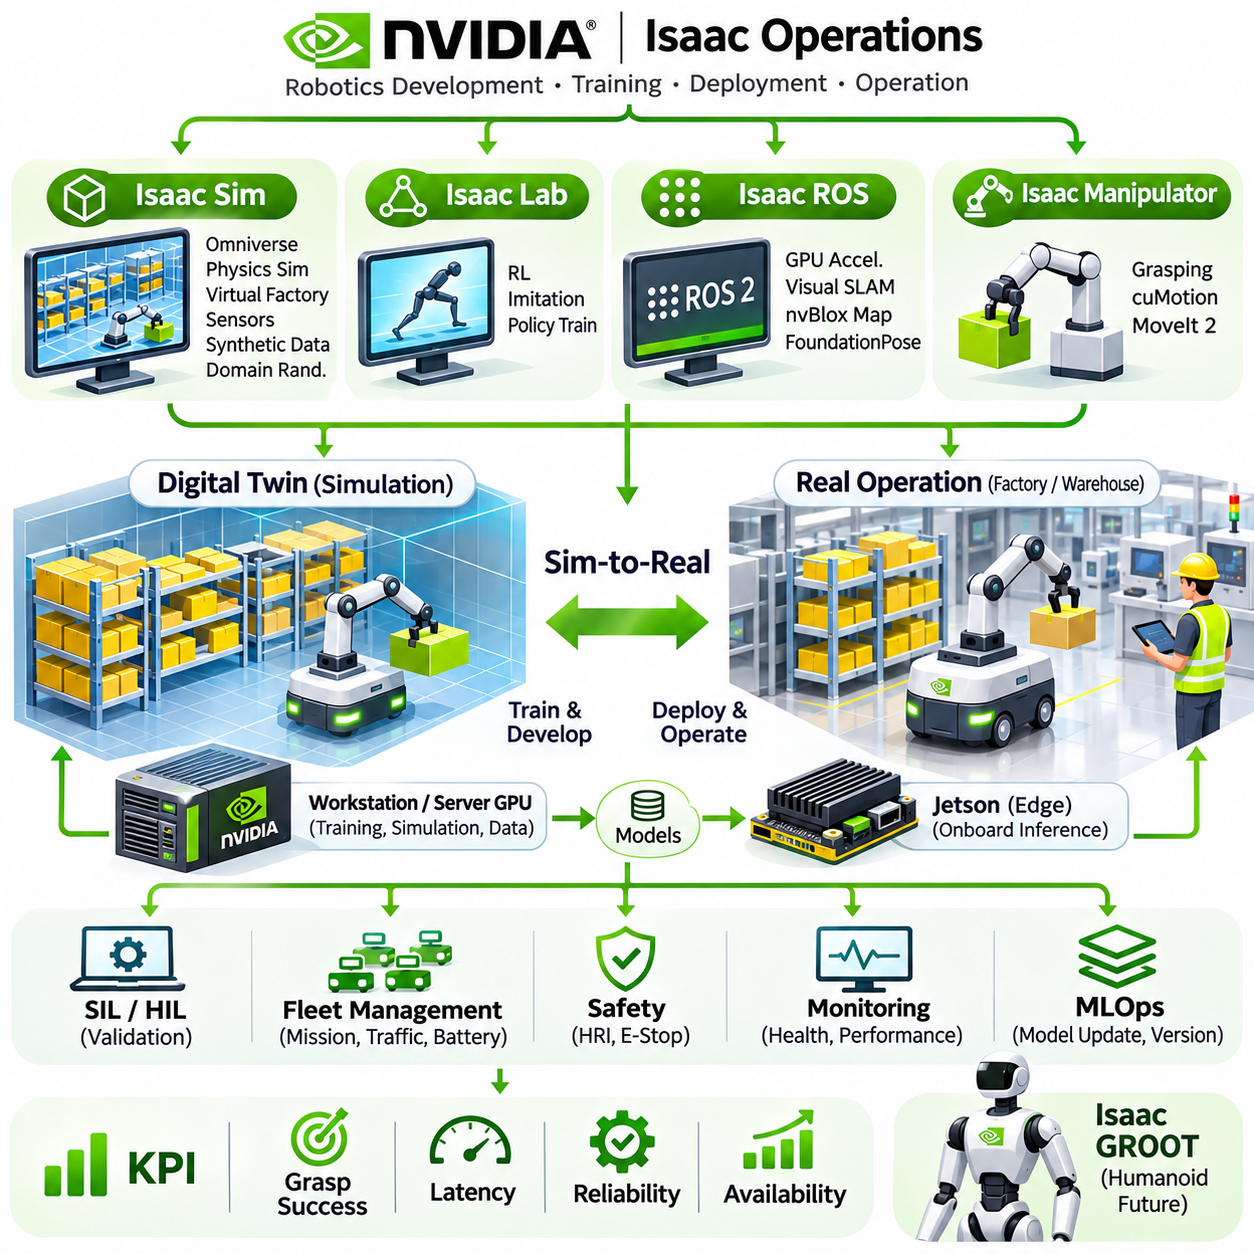 NVIDIA® | Isaac Operations
Robotics Development · Training · Deployment · Operation
Isaac Sim
Omniverse
Physics Sim
Virtual Factory
Sensors
Synthetic Data
Domain Rand.
Isaac Lab
RL
Imitation
Policy Train
Isaac ROS
ROS 2
GPU Accel.
Visual SLAM
nvBlox Map
FoundationPose
Isaac Manipulator
Grasping
cuMotion
MoveIt 2
Digital Twin (Simulation)
Sim-to-Real
Train &
Develop
Deploy &
Operate
Real Operation (Factory / Warehouse)
NVIDIA
Workstation / Server GPU
(Training, Simulation, Data)
Models
Jetson (Edge)
(Onboard Inference)
SIL / HIL
(Validation)
Fleet Management
(Mission, Traffic, Battery)
Safety
(HRI, E-Stop)
Monitoring
(Health, Performance)
MLOps
(Model Update, Version)
KPI
Grasp
Success
Latency
Reliability
Availability
Isaac
GROOT
(Humanoid
Future)